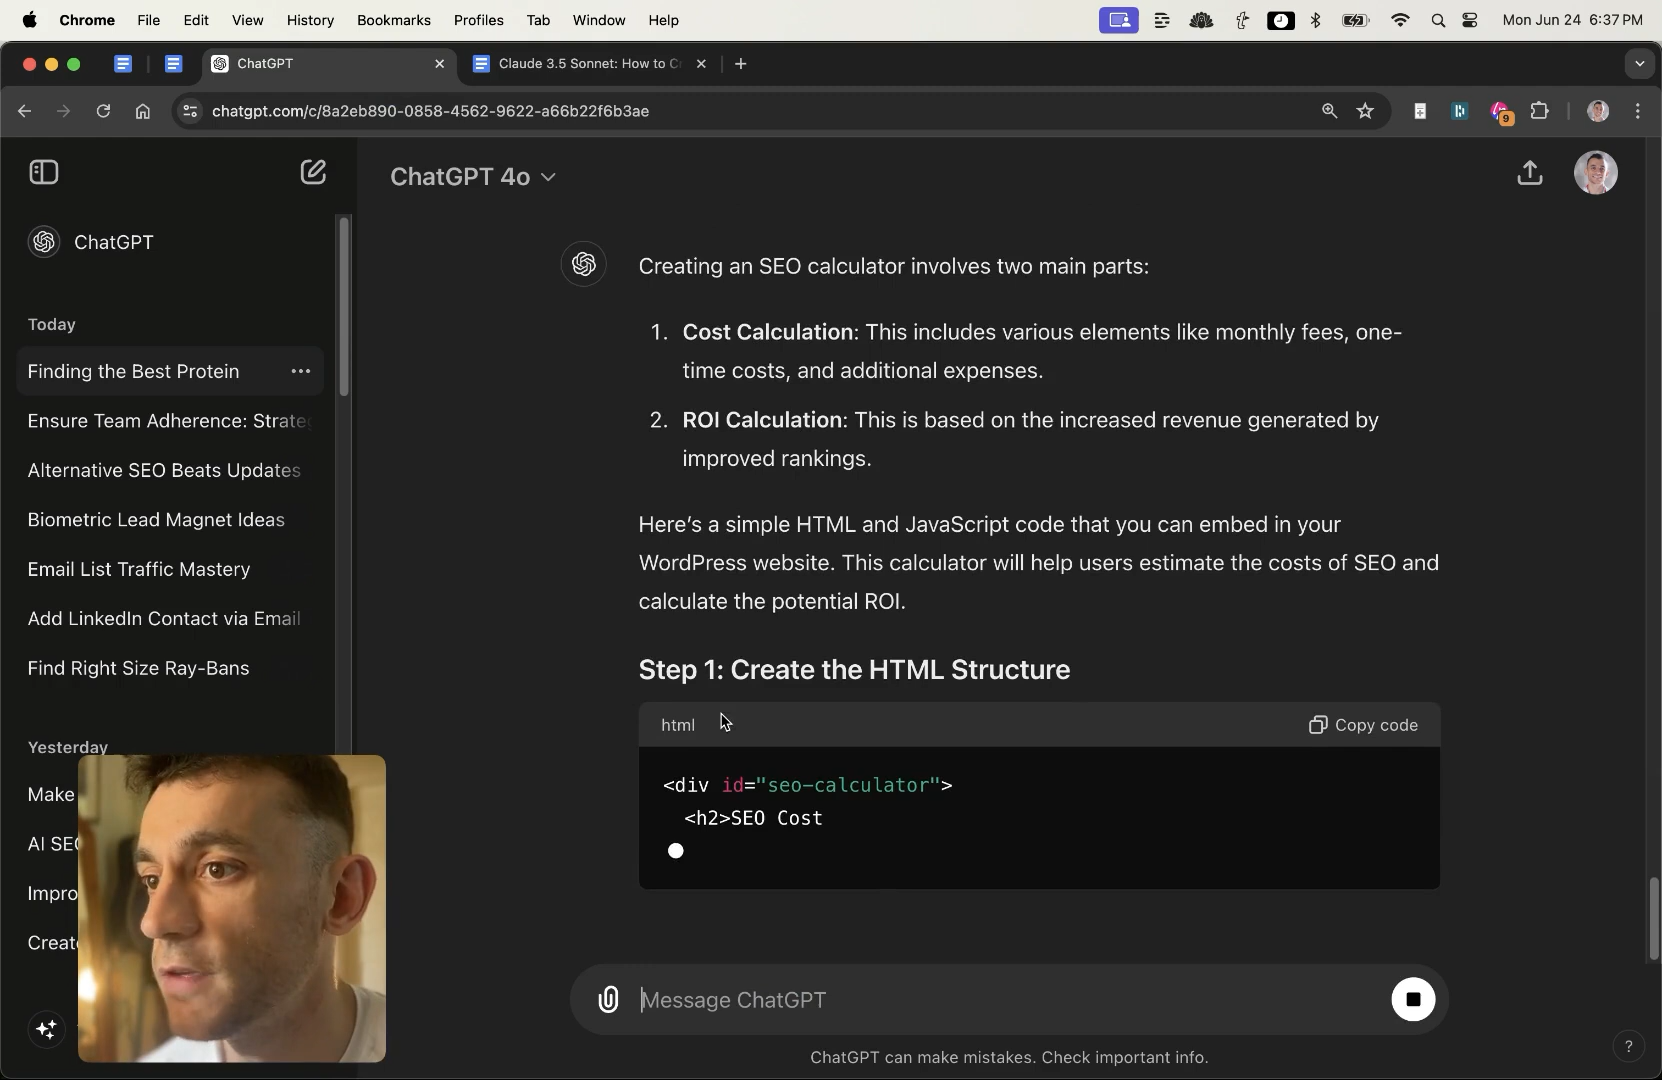 Chrome File Edit View History Bookmarks Profiles Tab Window Help Mon Jun 24 6:37 PM
ChatGPT Claude 3.5 Sonnet: How to
chatgpt.com/c/8a2eb890-0858-4562-9622-a66b22f6b3ae 9
ChatGPT
Today
Finding the Best Protein
Ensure Team Adherence: Strate
Alternative SEO Beats Updates
Biometric Lead Magnet Ideas
Email List Traffic Mastery
Add LinkedIn Contact via Email
Find Right Size Ray-Bans
Yesterday
Make
AI SEO
Impro
Create
ChatGPT 4o
Creating an SEO calculator involves two main parts:
1. Cost Calculation: This includes various elements like monthly fees, one-
time costs, and additional expenses.
2. ROI Calculation: This is based on the increased revenue generated by
improved rankings.
Here's a simple HTML and JavaScript code that you can embed in your
WordPress website. This calculator will help users estimate the costs of SEO and
calculate the potential ROI.
Step 1: Create the HTML Structure
html Copy code
<div id="seo-calculator">
<h2>SEO Cost
Message ChatGPT
ChatGPT can make mistakes. Check important info.
?